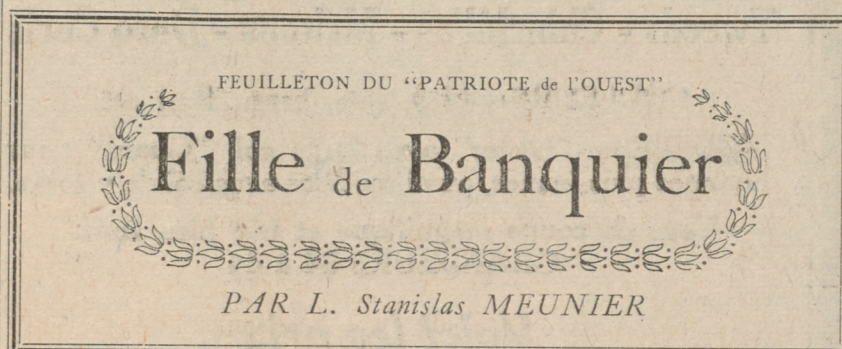 FEUILLETON DU "PATRIOTE de l'OUEST"
Fille de Banquier
PAR L. Stanislas MEUNIER